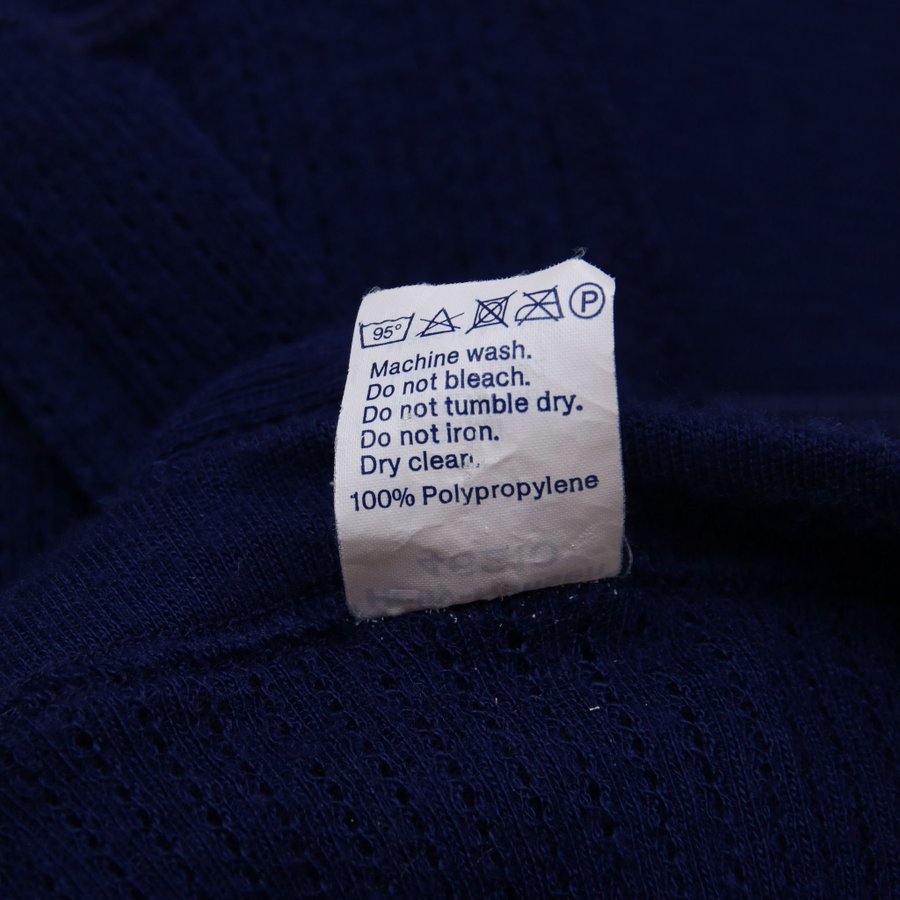 95° P
Machine wash.
Do not bleach.
Do not tumble dry.
Do not iron.
Dry clean.
100% Polypropylene